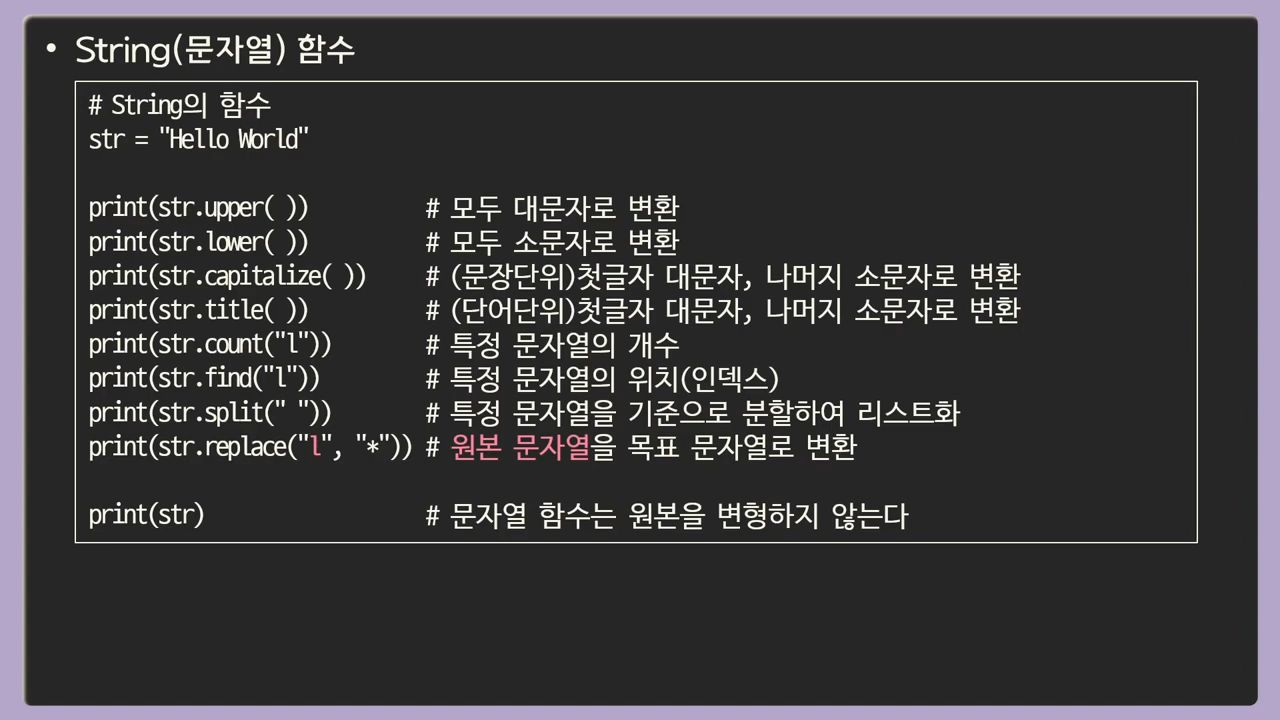 • String(문자열) 함수
# String의 함수
str = "Hello World"
print(str.upper( )) # 모두 대문자로 변환
print(str.lower( )) # 모두 소문자로 변환
print(str.capitalize( )) # (문장단위)첫글자 대문자, 나머지 소문자로 변환
print(str.title( )) # (단어단위)첫글자 대문자, 나머지 소문자로 변환
print(str.count("l")) # 특정 문자열의 개수
print(str.find("l")) # 특정 문자열의 위치(인덱스)
print(str.split(" ")) # 특정 문자열을 기준으로 분할하여 리스트화
print(str.replace("l", "*")) # 원본 문자열을 목표 문자열로 변환
print(str) # 문자열 함수는 원본을 변형하지 않는다